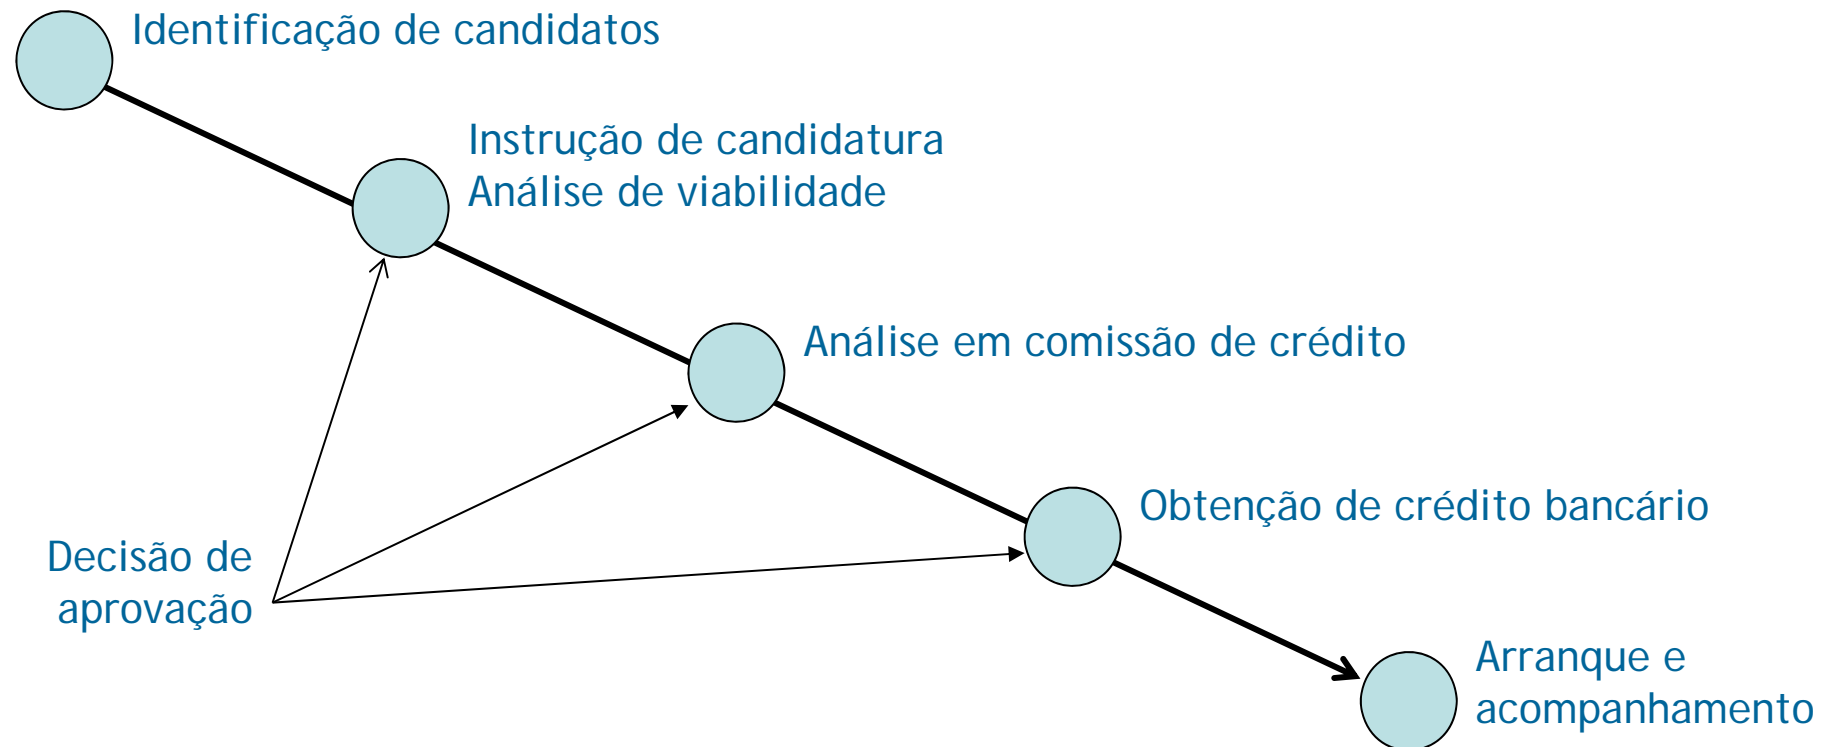 Identificação de candidatos
Instrução de candidatura
Análise de viabilidade
Análise em comissão de crédito
Obtenção de crédito bancário
Decisão de
aprovação
Arranque e
acompanhamento